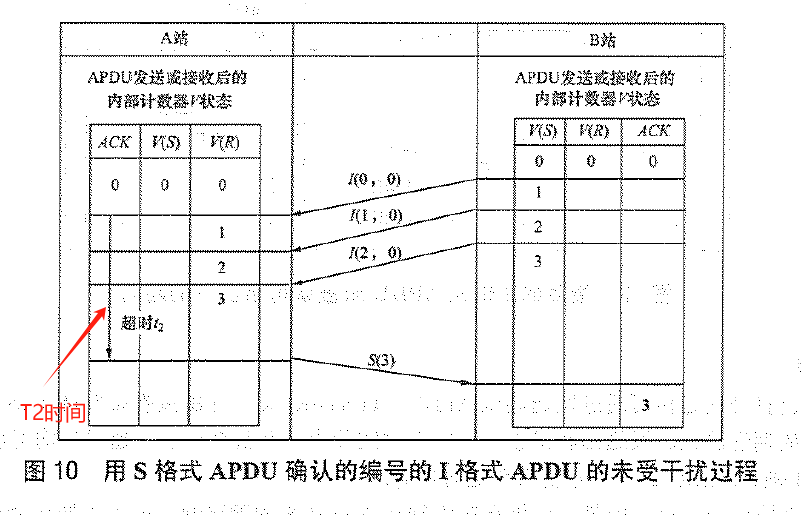 A站
B站
APDU发送或接收后的
内部计数器V状态
APDU发送或接收后的
内部计数器V状态
ACK V(S) V(R)
V(S) V(R) ACK
0 0 0
0 0 0
I(0，0)
1
I(1，0)
1
2
I(2，0)
2
3
3
超时t₂
S(3)
T2时间
3
图 10 用 S 格式 APDU 确认的编号的 I 格式 APDU 的未受干扰过程